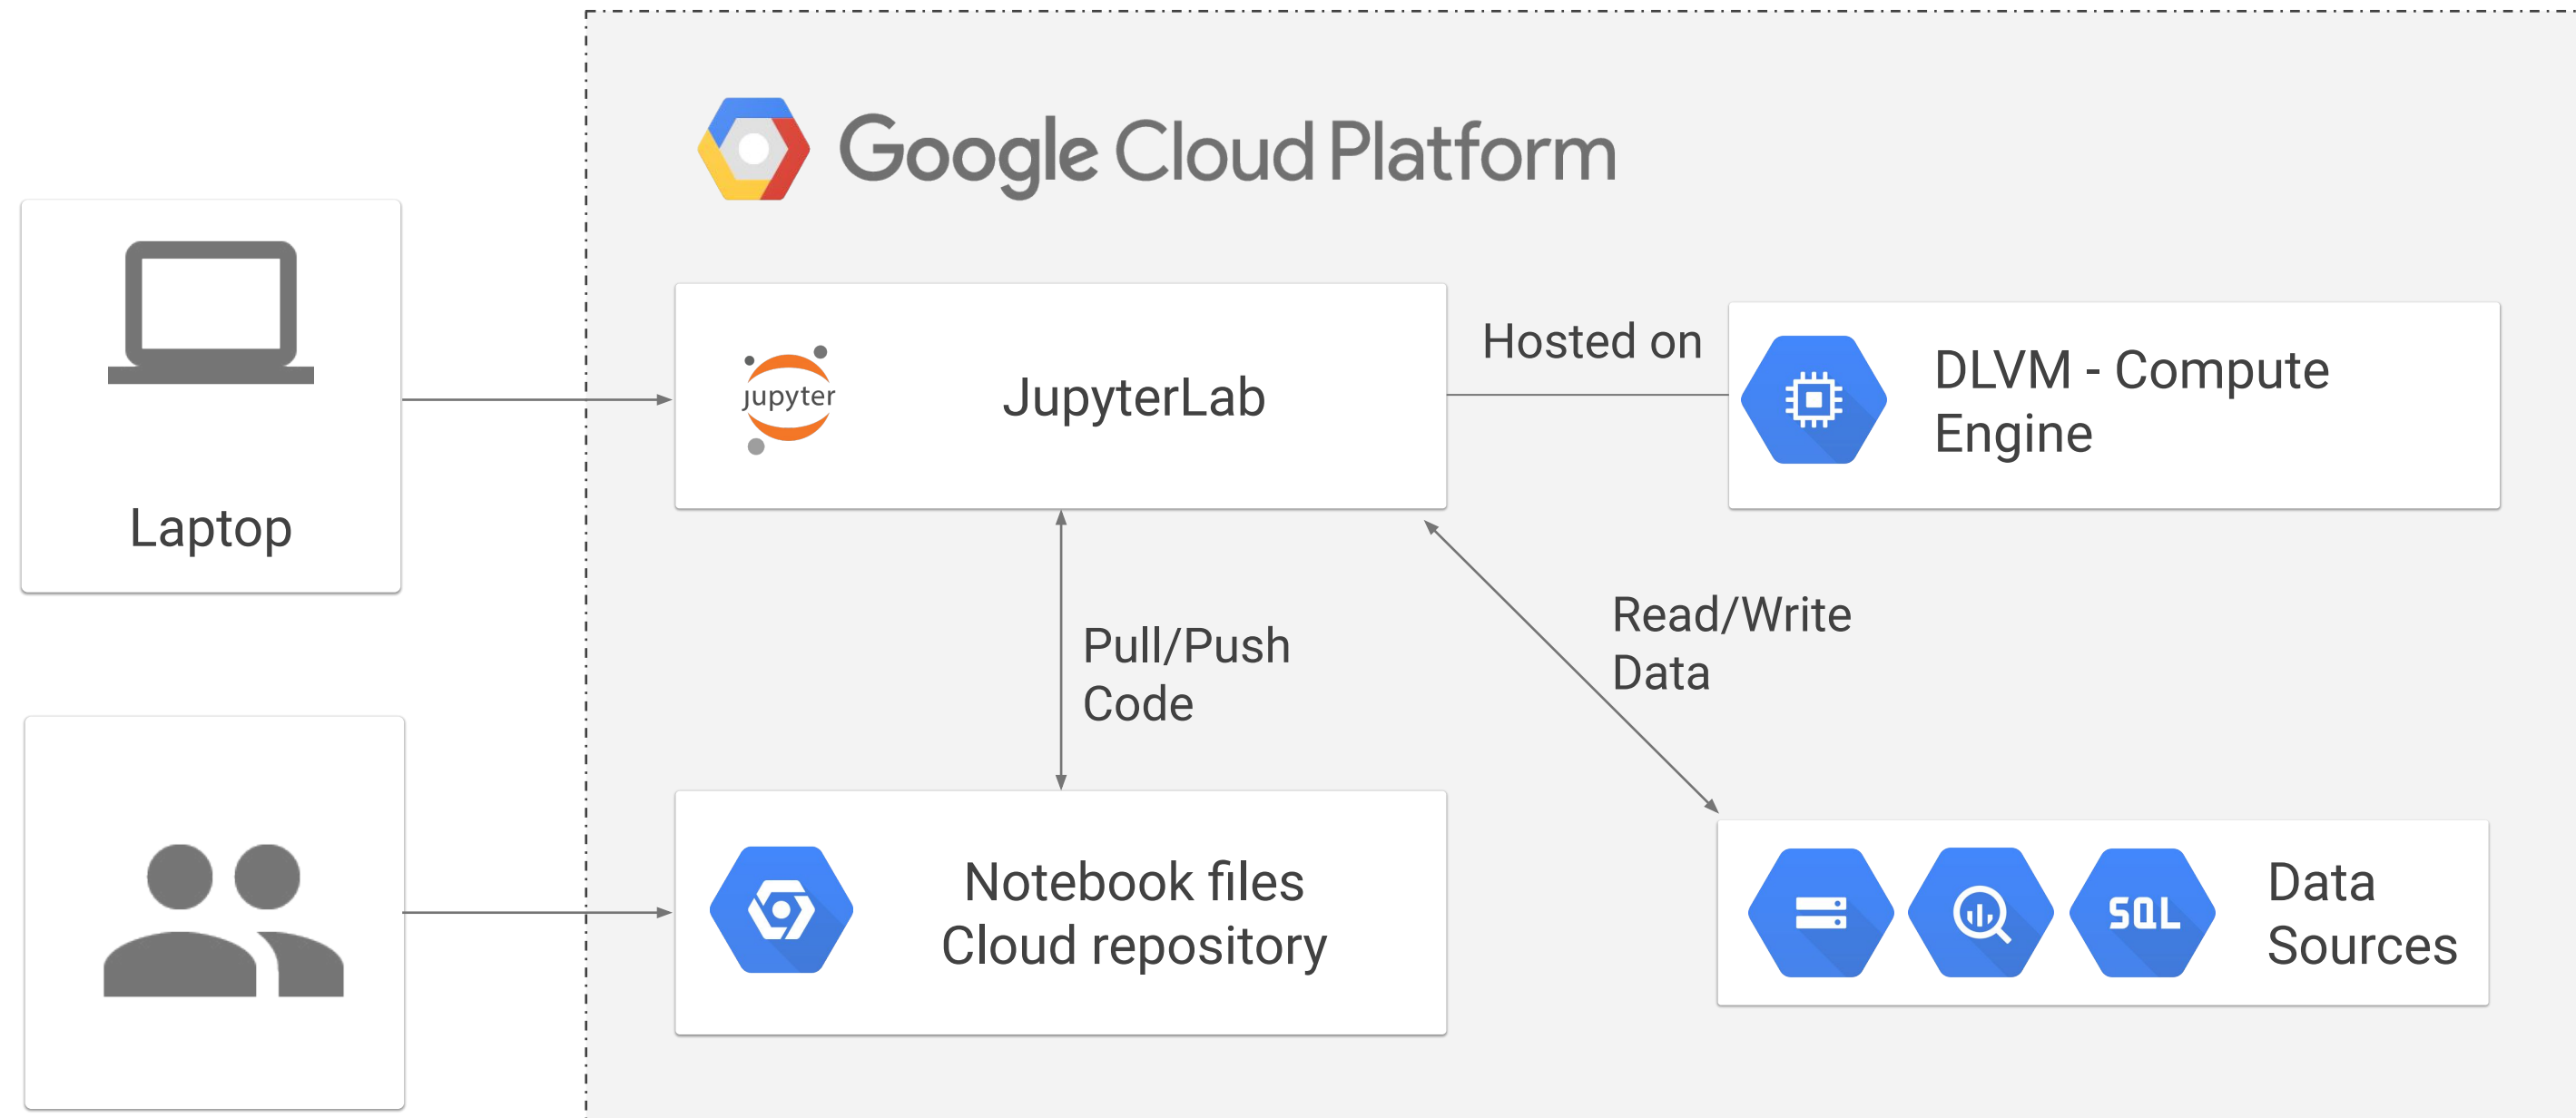 Google Cloud Platform
Laptop
jupyter
JupyterLab
Hosted on
DLVM - Compute
Engine
Pull/Push
Code
Read/Write
Data
Notebook files
Cloud repository
SQL
Data
Sources